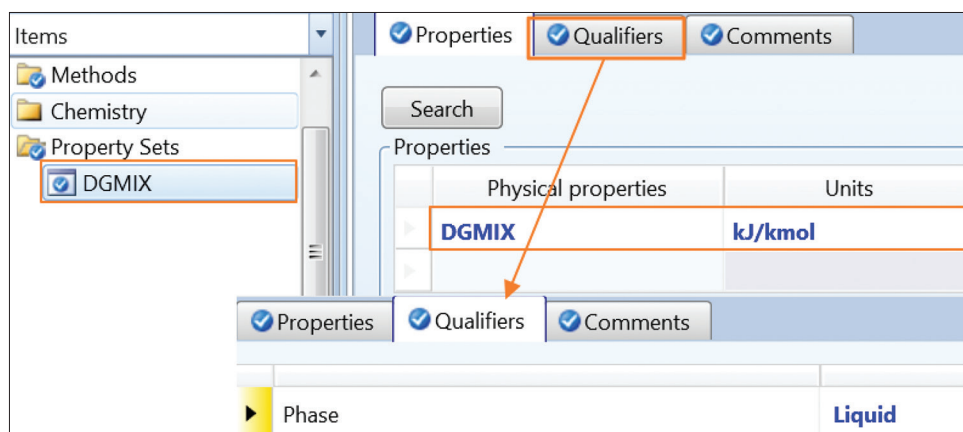 Items
Methods
Chemistry
Property Sets
DGMIX
Properties Qualifiers Comments
Search
Properties
Physical properties Units
DGMIX kJ/kmol
Properties Qualifiers Comments
Phase Liquid